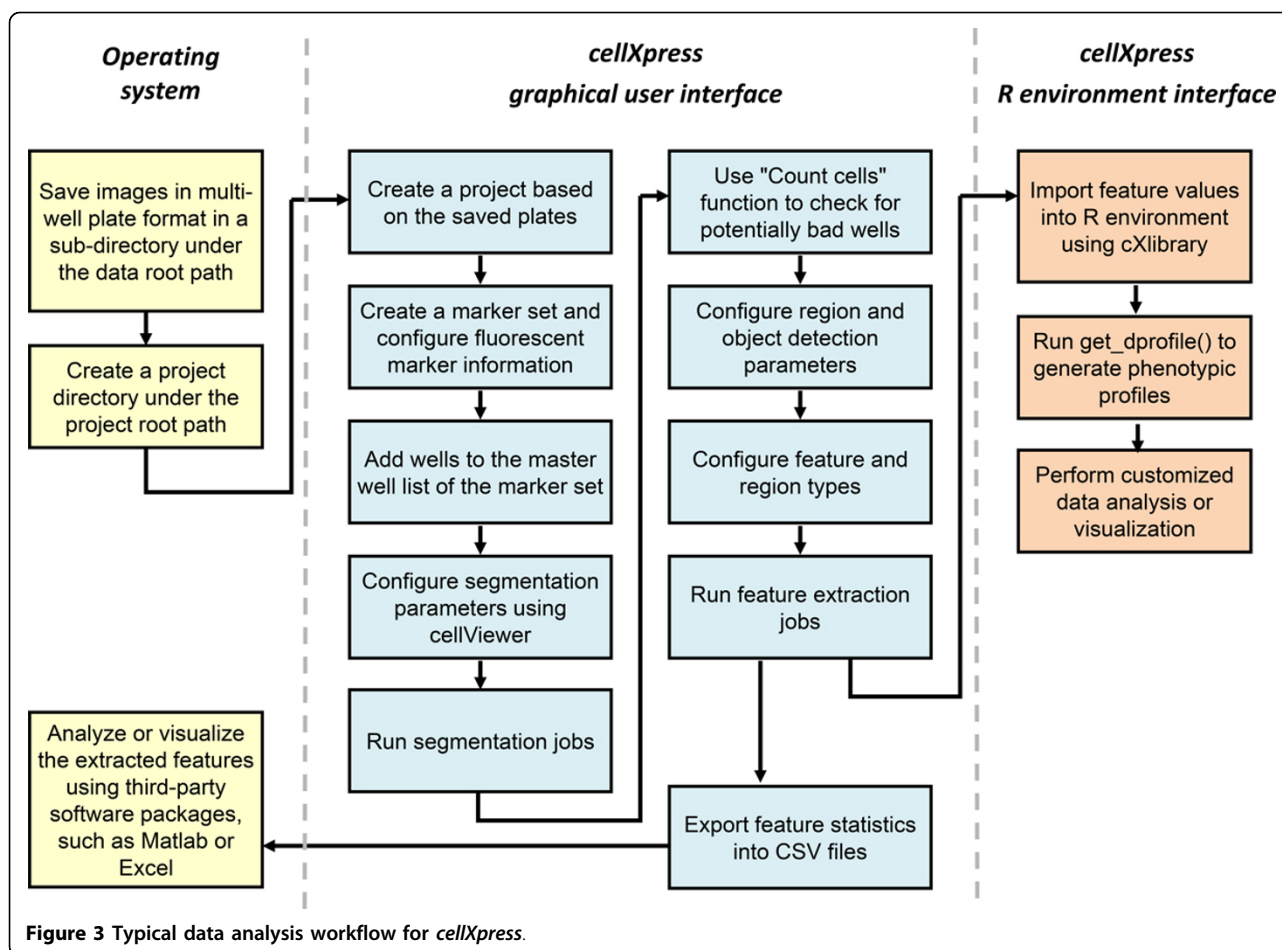 Operating
system
cellXpress
graphical user interface
cellXpress
R environment interface
Save images in multi-
well plate format in a
sub-directory under
the data root path
Create a project
directory under the
project root path
Create a project based
on the saved plates
Create a marker set and
configure fluorescent
marker information
Add wells to the master
well list of the marker set
Configure segmentation
parameters using
cellViewer
Run segmentation jobs
Use "Count cells"
function to check for
potentially bad wells
Configure region and
object detection
parameters
Configure feature and
region types
Run feature extraction
jobs
Export feature statistics
into CSV files
Import feature values
into R environment
using cXlibrary
Run get_dprofile() to
generate phenotypic
profiles
Perform customized
data analysis or
visualization
Analyze or visualize
the extracted features
using third-party
software packages,
such as Matlab or
Excel
Figure 3 Typical data analysis workflow for cellXpress.